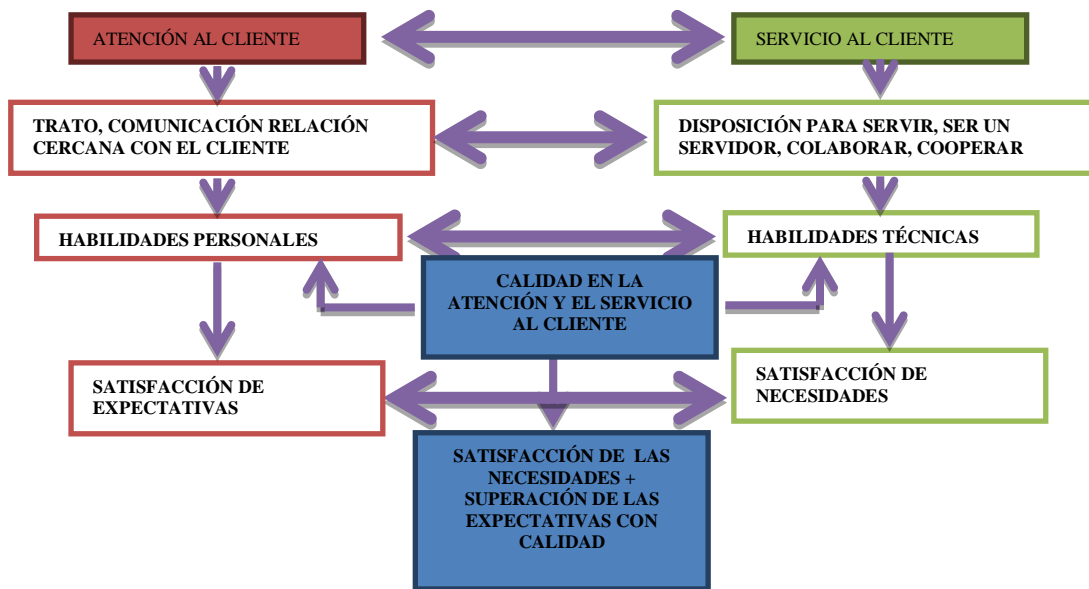 ATENCIÓN AL CLIENTE
SERVICIO AL CLIENTE
TRATO, COMUNICACIÓN RELACIÓN
CERCANA CON EL CLIENTE
DISPOSICIÓN PARA SERVIR, SER UN
SERVIDOR, COLABORAR, COOPERAR
HABILIDADES PERSONALES
HABILIDADES TÉCNICAS
CALIDAD EN LA
ATENCIÓN Y EL SERVICIO
AL CLIENTE
SATISFACCIÓN DE
EXPECTATIVAS
SATISFACCIÓN DE
NECESIDADES
SATISFACCIÓN DE LAS
NECESIDADES +
SUPERACIÓN DE LAS
EXPECTATIVAS CON
CALIDAD